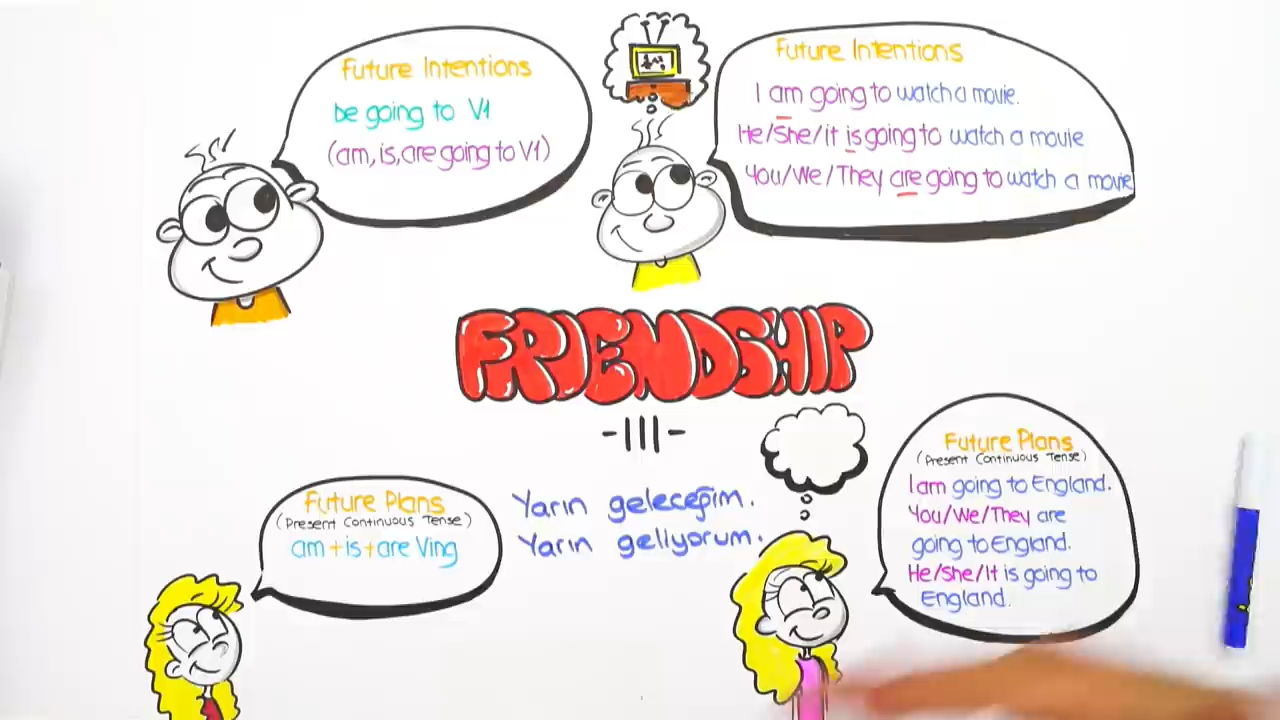 Future Intentions
be going to V1
(am, is, are going to V1)
Future Intentions
I am going to watch a movie.
He/She/it is going to watch a movie
You/We/They are going to watch a movie
FRIENDSHIP
-III-
Future Plans
(Present Continuous Tense)
am+is+are Ving
Yarın geleceğim.
Yarın geliyorum.
Future Plans
(Present Continuous Tense)
I am going to England.
You/We/They are
going to England.
He/She/It is going to
England.